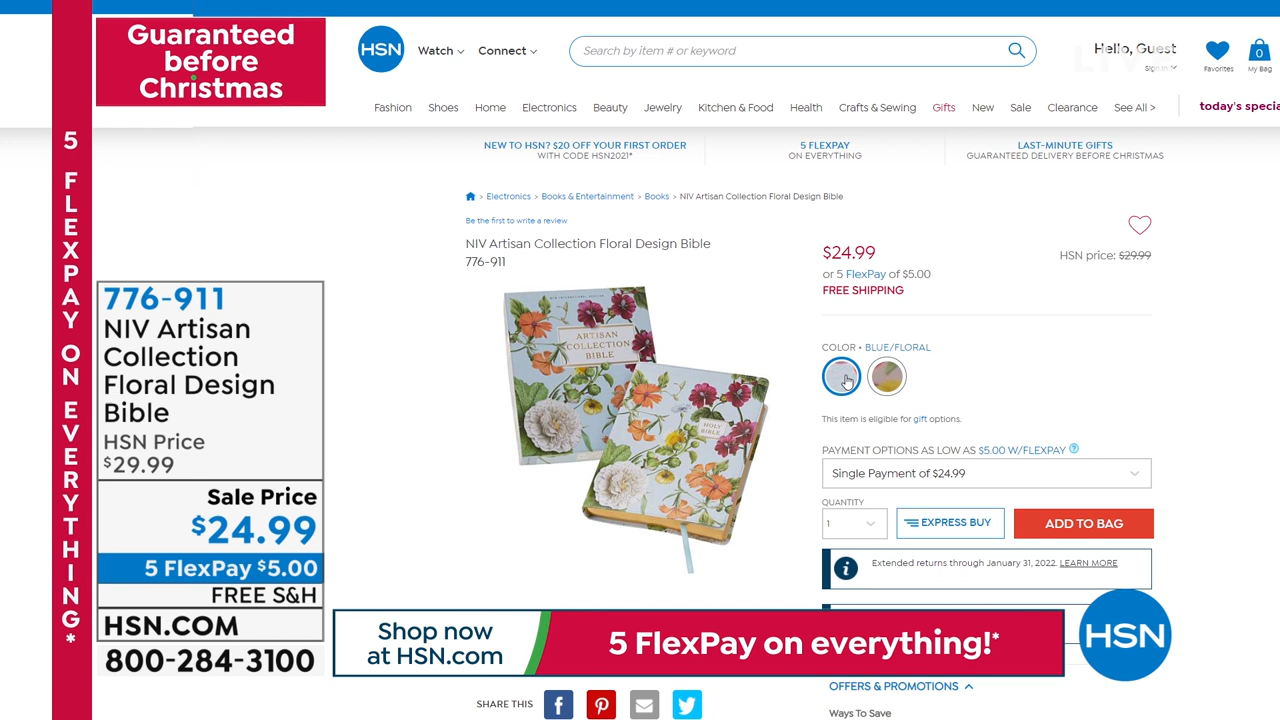 Guaranteed
before
Christmas
5 FLEXPAY ON EVERYTHING*
776-911
NIV Artisan
Collection
Floral Design
Bible
HSN Price
$29.99
Sale Price
$24.99
5 FlexPay $5.00
FREE S&H
HSN.COM
800-284-3100
HSN
Watch
Connect
Search by item # or keyword
LIVE
Hello, Guest
Sign In
Favorites
0
My Bag
Fashion Shoes Home Electronics Beauty Jewelry Kitchen & Food Health Crafts & Sewing Gifts New Sale Clearance See All > today's specia
NEW TO HSN? $20 OFF YOUR FIRST ORDER
WITH CODE HSN2021*
5 FLEXPAY
ON EVERYTHING
LAST-MINUTE GIFTS
GUARANTEED DELIVERY BEFORE CHRISTMAS
> Electronics > Books & Entertainment > Books > NIV Artisan Collection Floral Design Bible
Be the first to write a review
NIV Artisan Collection Floral Design Bible
776-911
NEW INTERNATIONAL VERSION
ARTISAN
COLLECTION
BIBLE
HOLY
BIBLE
$24.99
HSN price: $29.99
or 5 FlexPay of $5.00
FREE SHIPPING
COLOR • BLUE/FLORAL
This item is eligible for gift options.
PAYMENT OPTIONS AS LOW AS $5.00 W/FLEXPAY ?
Single Payment of $24.99
QUANTITY
1
EXPRESS BUY
ADD TO BAG
Extended returns through January 31, 2022. LEARN MORE
Shop now
at HSN.com
5 FlexPay on everything!*
HSN
OFFERS & PROMOTIONS
Ways To Save
SHARE THIS